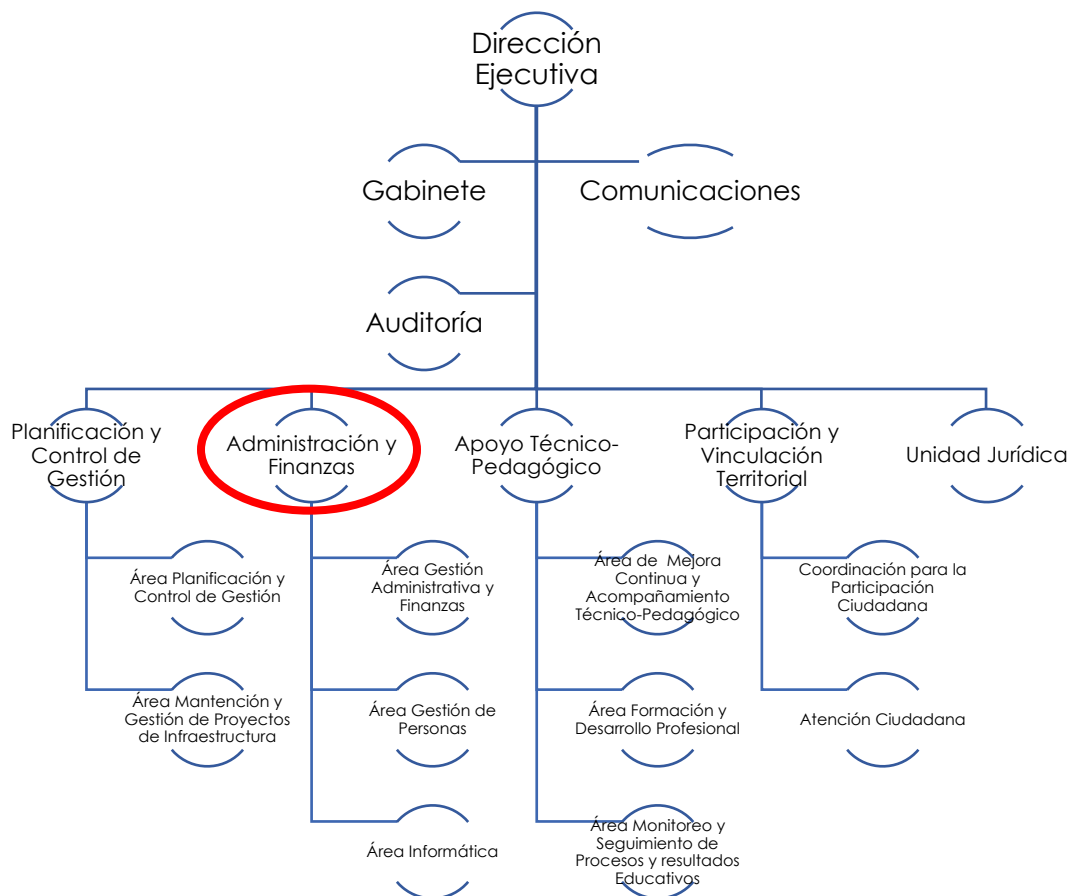 Dirección
Ejecutiva
Gabinete
Comunicaciones
Auditoría
Planificación y
Control de
Gestión
Administración y
Finanzas
Apoyo Técnico-
Pedagógico
Participación y
Vinculación
Territorial
Unidad Jurídica
Área Planificación y
Control de Gestión
Área Gestión
Administrativa y
Finanzas
Área de Mejora
Continua y
Acompañamiento
Técnico-Pedagógico
Coordinación para la
Participación
Ciudadana
Área Mantención y
Gestión de Proyectos
de Infraestructura
Área Gestión de
Personas
Área Formación y
Desarrollo Profesional
Atención Ciudadana
Área Informática
Área Monitoreo y
Seguimiento de
Procesos y resultados
Educativos